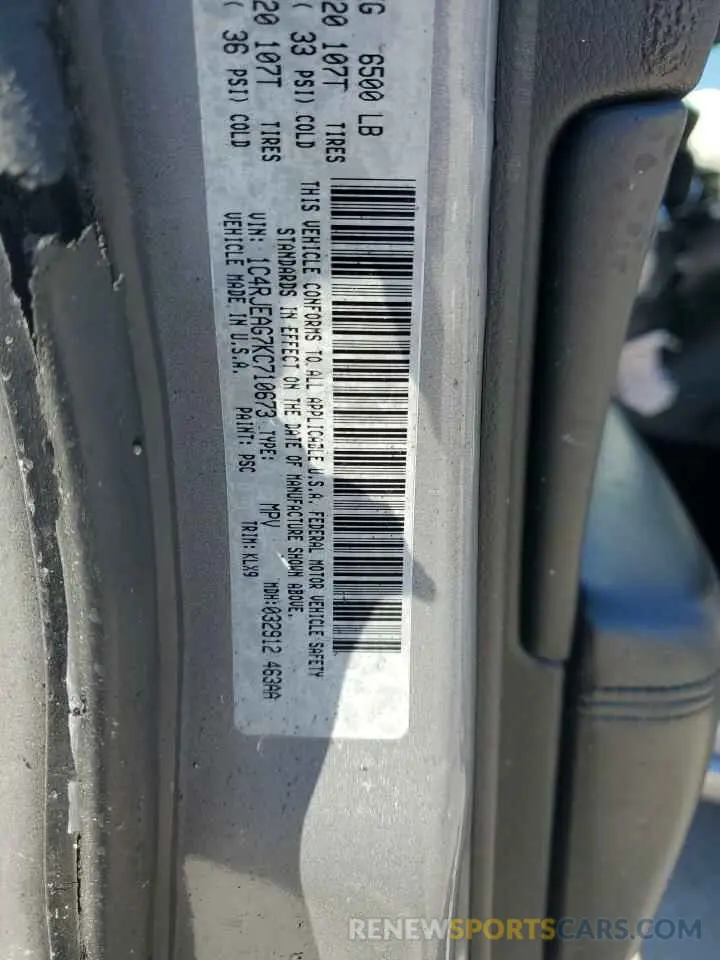 KG 6500 LB
20 107T TIRES
( 33 PSI) COLD
20 107T TIRES
( 36 PSI) COLD
THIS VEHICLE CONFORMS TO ALL APPLICABLE U.S.A. FEDERAL MOTOR VEHICLE SAFETY
STANDARDS IN EFFECT ON THE DATE OF MANUFACTURE SHOWN ABOVE.
VIN: 1C4RJEAG7KC710673 TYPE: MPV MDH:032912 463AA
VEHICLE MADE IN U.S.A. PAINT: PSC TRIM:KLX9
RENEWSPORTSCARS.COM